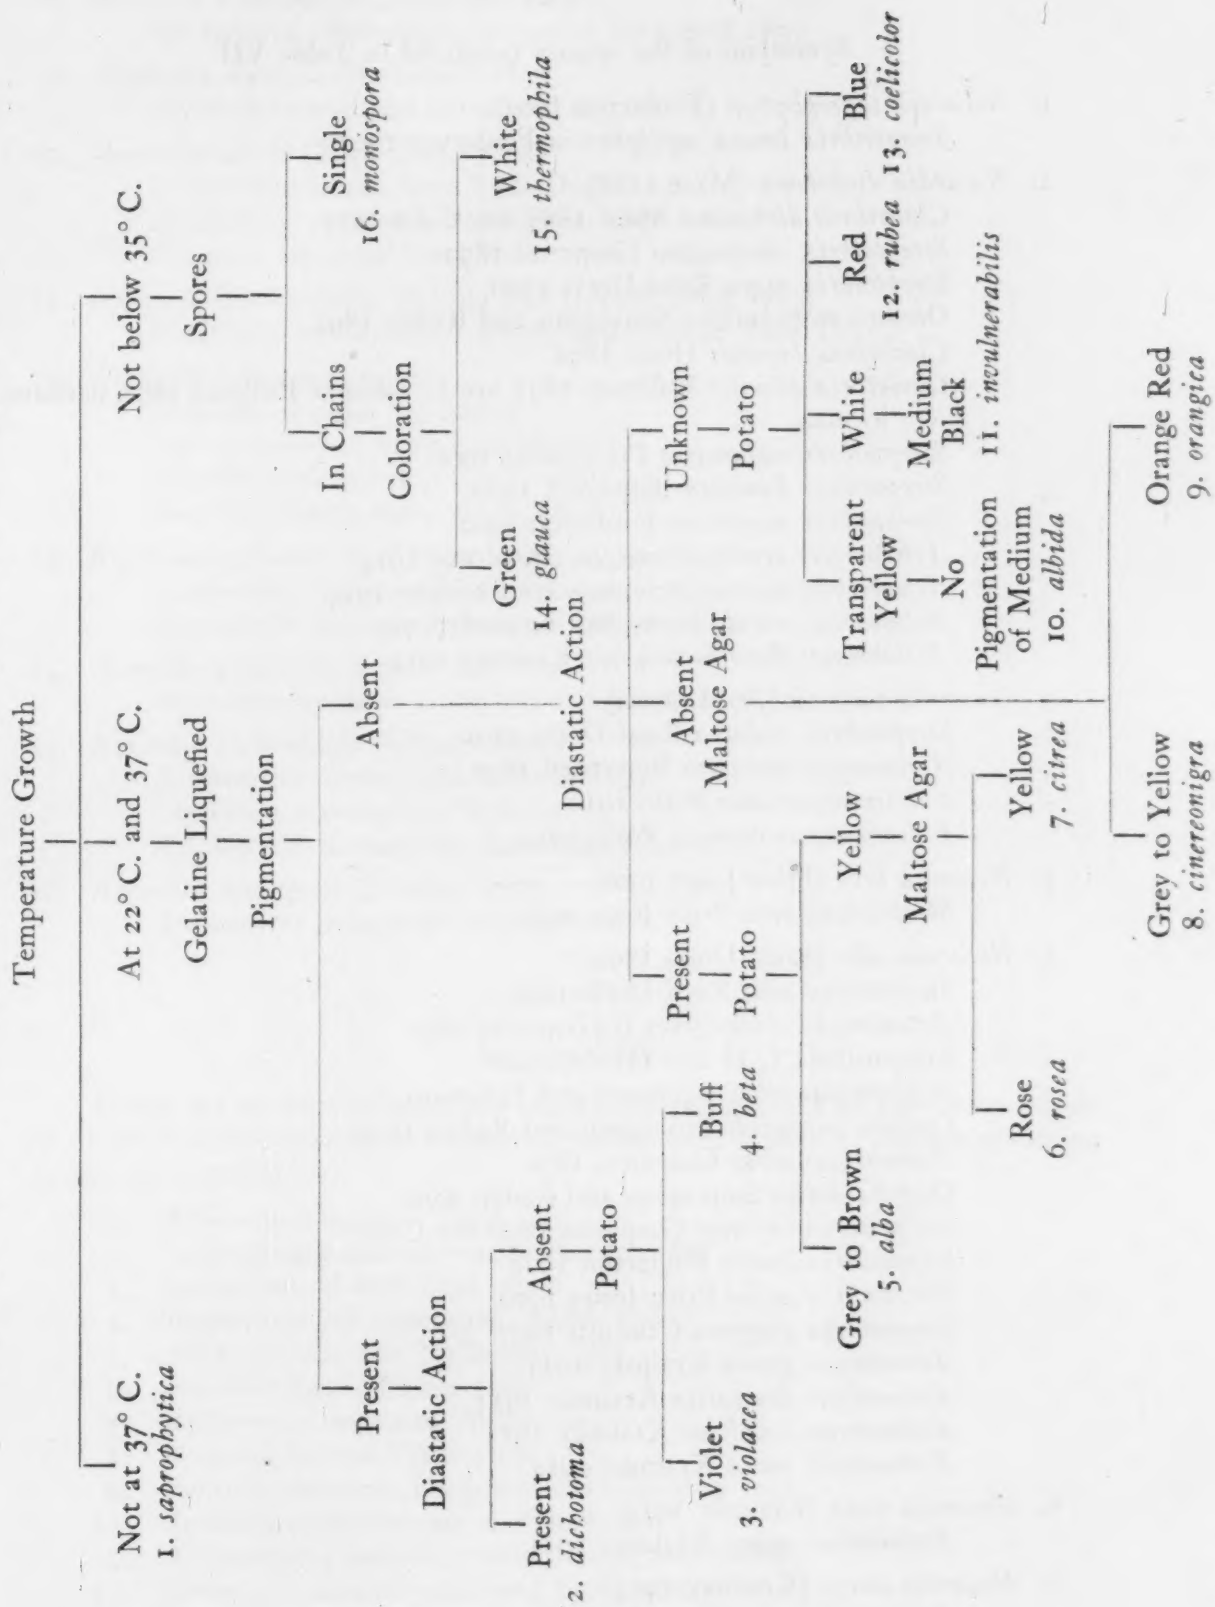 Temperature Growth
Not at 37° C.
1. saprophytica
At 22° C. and 37° C.
Not below 35° C.
Gelatine Liquefied
Spores
Pigmentation
In Chains
Single
16. monospora
Present
Absent
Coloration
Diastatic Action
Green
14. glauca
White
15. thermophila
Present
2. dichotoma
Absent
Diastatic Action
Potato
Present
Absent
Unknown
Potato
Maltose Agar
Potato
Violet
3. violacea
Buff
4. beta
Grey to Brown
5. alba
Yellow
Transparent
Yellow
White
Red
12. rubea
Blue
13. coelicolor
Maltose Agar
No
Pigmentation
of Medium
10. albida
Medium
Black
11. invulnerabilis
Rose
6. rosea
Yellow
7. citrea
Grey to Yellow
8. cinereonigra
Orange Red
9. orangica